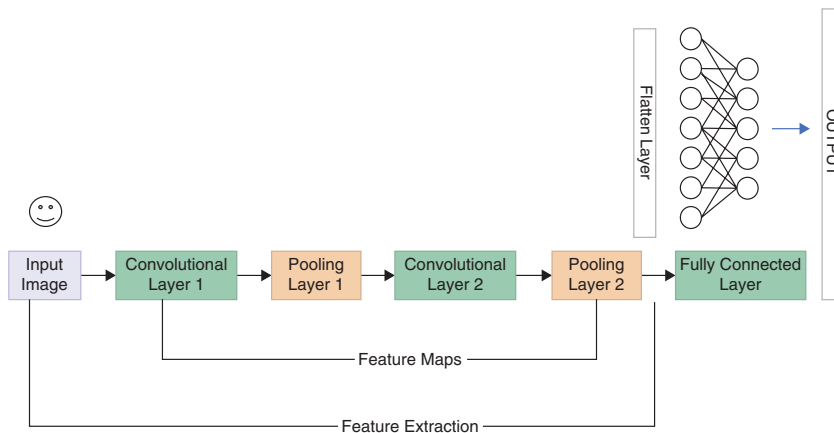 Flatten Layer
OUTPUT
Input
Image
Convolutional
Layer 1
Pooling
Layer 1
Convolutional
Layer 2
Pooling
Layer 2
Fully Connected
Layer
Feature Maps
Feature Extraction